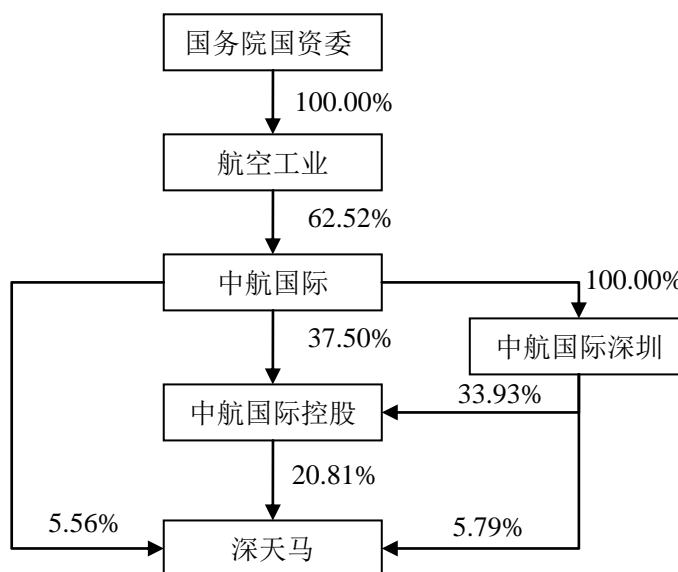 国务院国资委
100.00%
航空工业
62.52%
中航国际
100.00%
37.50%
中航国际深圳
33.93%
中航国际控股
20.81%
5.56%
5.79%
深天马